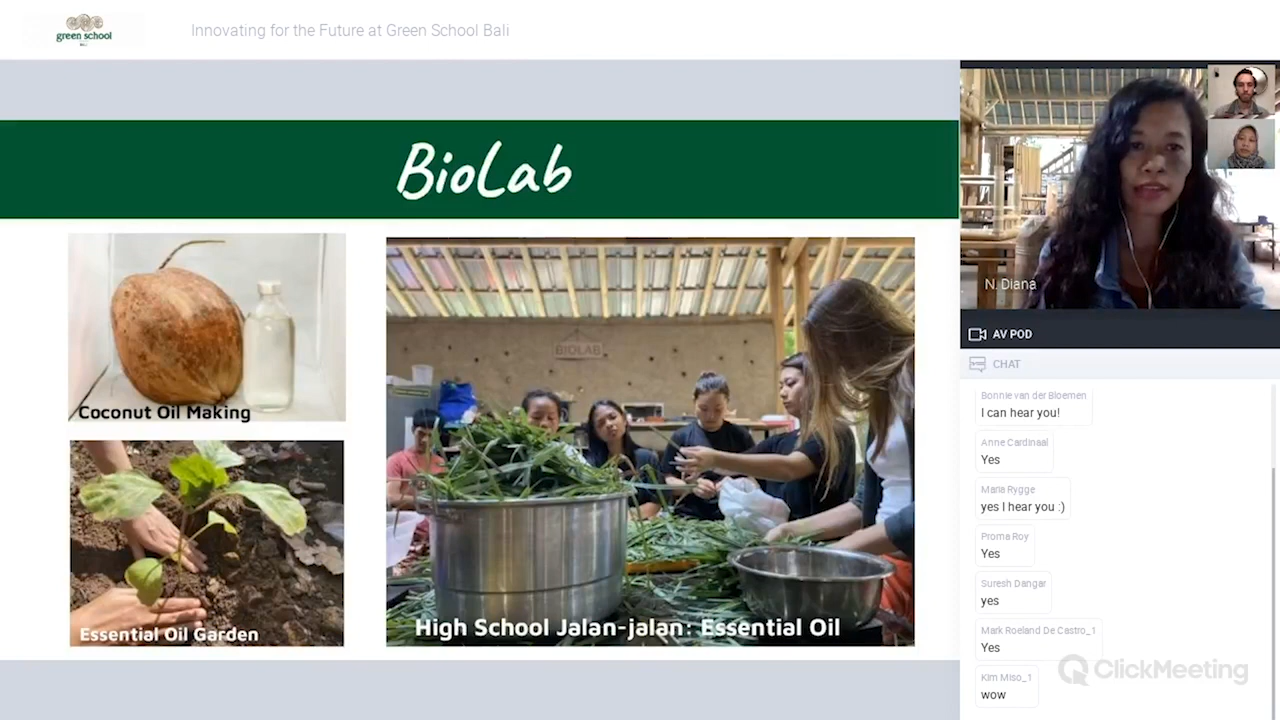 green school
Innovating for the Future at Green School Bali
BioLab
Coconut Oil Making
Essential Oil Garden
BIOLAB
High School Jalan-jalan: Essential Oil
N. Diana
AV POD
CHAT
Bonnie van der Bloemen
I can hear you!
Anne Cardinaal
Yes
Maria Rygge
yes I hear you :)
Proma Roy
Yes
Suresh Dangar
yes
Mark Roeland De Castro_1
Yes
Kim Miso_1
wow
ClickMeeting